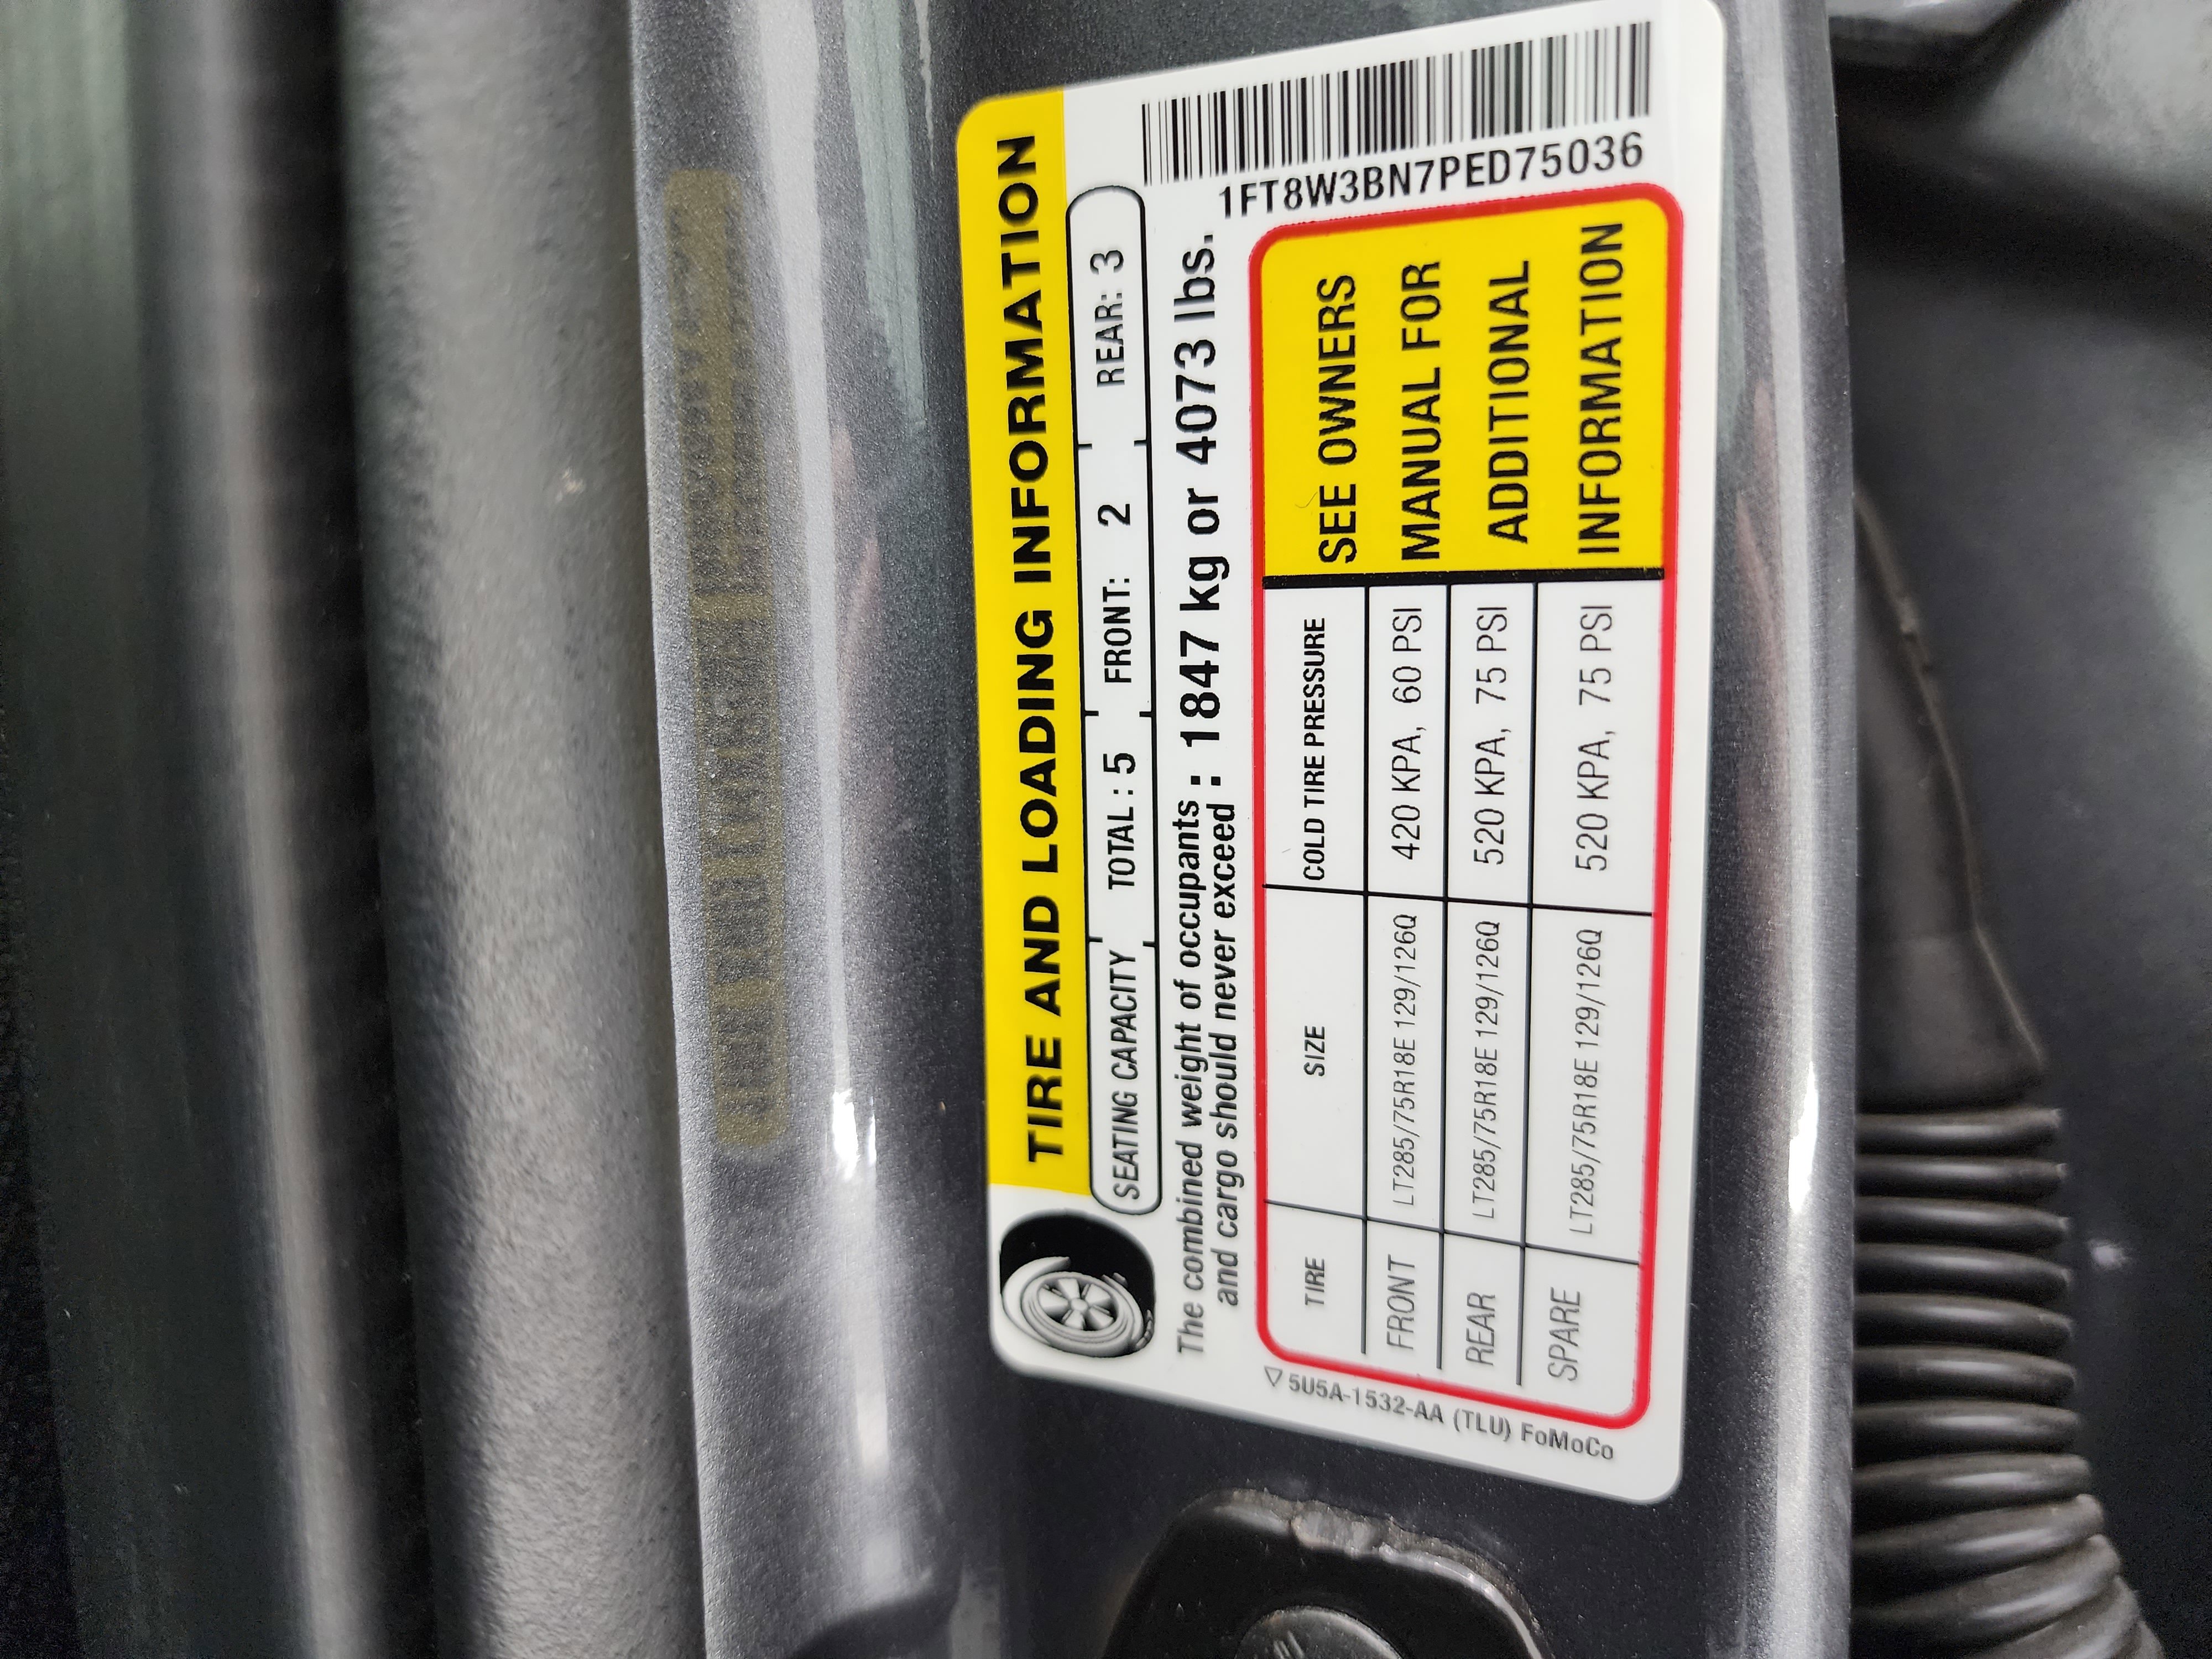 TIRE AND LOADING INFORMATION
SEATING CAPACITY TOTAL : 5 FRONT: 2 REAR: 3
The combined weight of occupants
and cargo should never exceed : 1847 kg or 4073 lbs.
1FT8W3BN7PED75036
TIRE SIZE COLD TIRE PRESSURE
FRONT LT285/75R18E 129/126Q 420 KPA, 60 PSI
REAR LT285/75R18E 129/126Q 520 KPA, 75 PSI
SPARE LT285/75R18E 129/126Q 520 KPA, 75 PSI
SEE OWNERS
MANUAL FOR
ADDITIONAL
INFORMATION
▽ 5U5A-1532-AA (TLU) FoMoCo